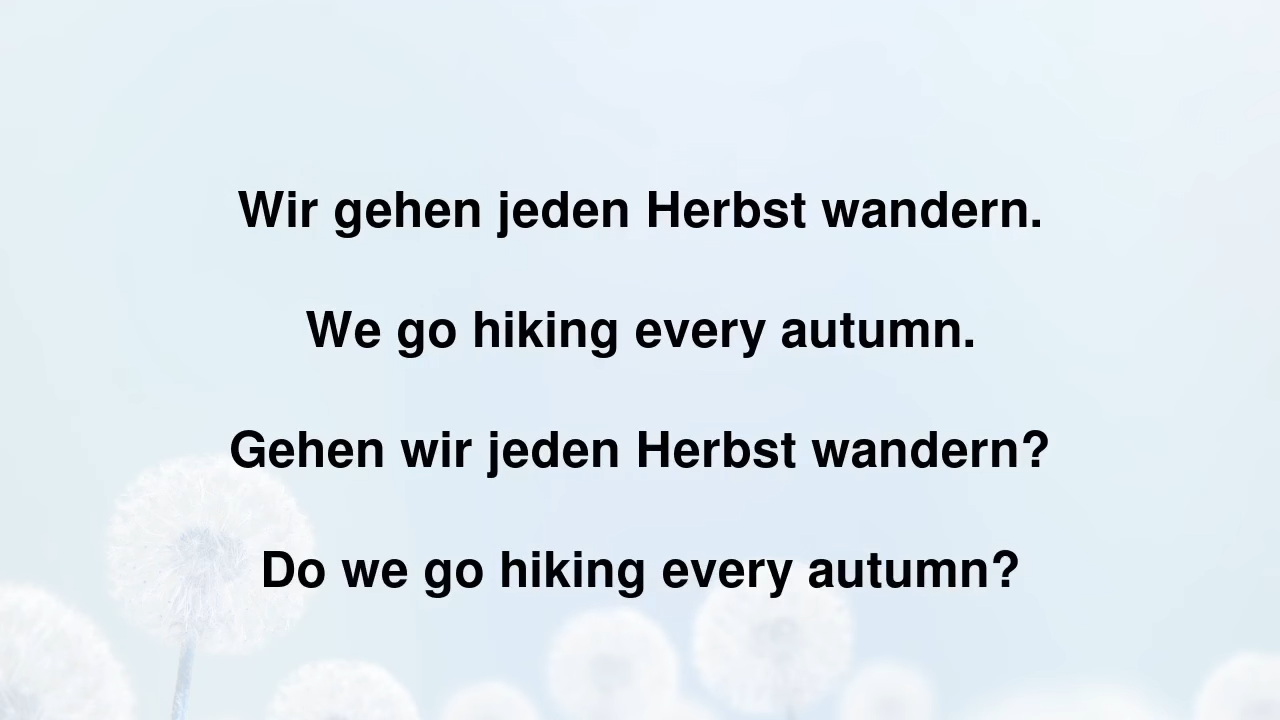 Wir gehen jeden Herbst wandern.
We go hiking every autumn.
Gehen wir jeden Herbst wandern?
Do we go hiking every autumn?